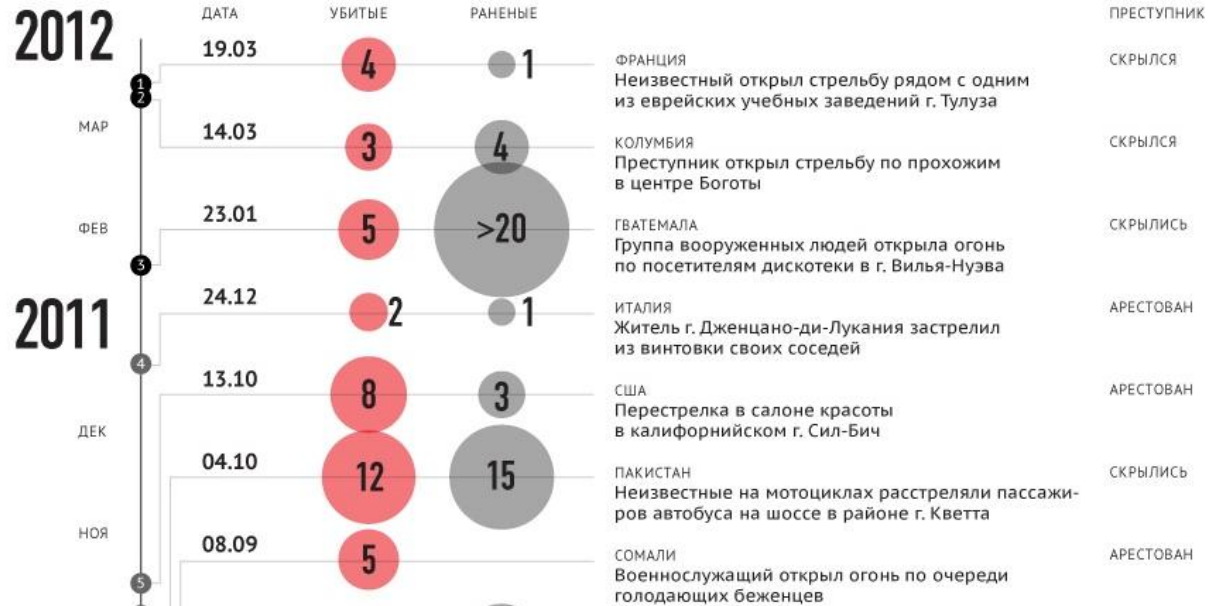 2012
ДАТА УБИТЫЕ РАНЕНЫЕ ПРЕСТУПНИК
19.03 4 1
ФРАНЦИЯ СКРЫЛСЯ
Неизвестный открыл стрельбу рядом с одним
из еврейских учебных заведений г. Тулуза
1
2
МАР
14.03 3 4
КОЛУМБИЯ СКРЫЛСЯ
Преступник открыл стрельбу по прохожим
в центре Боготы
ФЕВ
23.01 5 >20
ГВАТЕМАЛА СКРЫЛИСЬ
Группа вооруженных людей открыла огонь
по посетителям дискотеки в г. Вилья-Нуэва
3
2011
24.12 2 1
ИТАЛИЯ АРЕСТОВАН
Житель г. Дженцано-ди-Лукания застрелил
из винтовки своих соседей
4
13.10 8 3
США АРЕСТОВАН
Перестрелка в салоне красоты
в калифорнийском г. Сил-Бич
ДЕК
04.10 12 15
ПАКИСТАН СКРЫЛИСЬ
Неизвестные на мотоциклах расстреляли пассажи-
ров автобуса на шоссе в районе г. Кветта
НОЯ
08.09 5
СОМАЛИ АРЕСТОВАН
Военнослужащий открыл огонь по очереди
голодающих беженцев
5